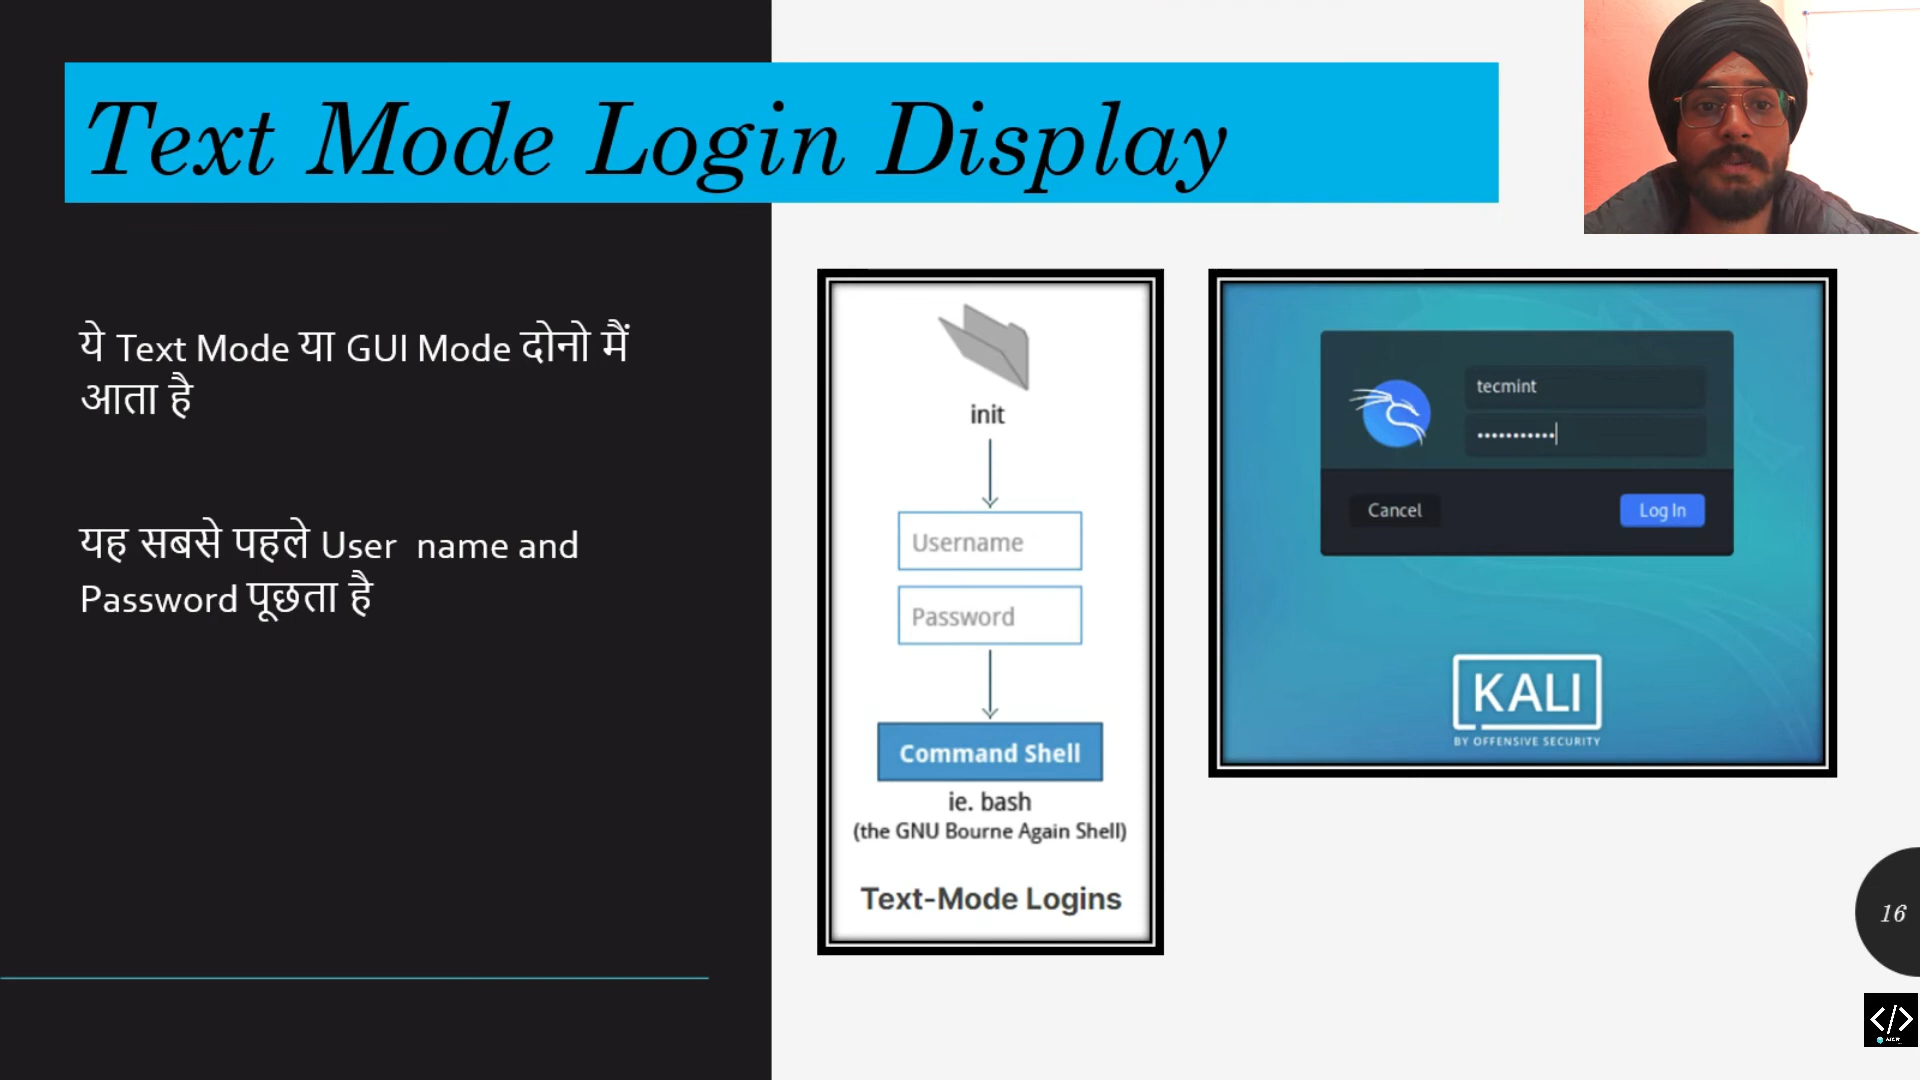 Text Mode Login Display
ये Text Mode या GUI Mode दोनो मैं
आता है
यह सबसे पहले User name and
Password पूछता है
init
Username
Password
Command Shell
ie. bash
(the GNU Bourne Again Shell)
Text-Mode Logins
tecmint
•••••••••••
Cancel
Log In
KALI
BY OFFENSIVE SECURITY
16
</>